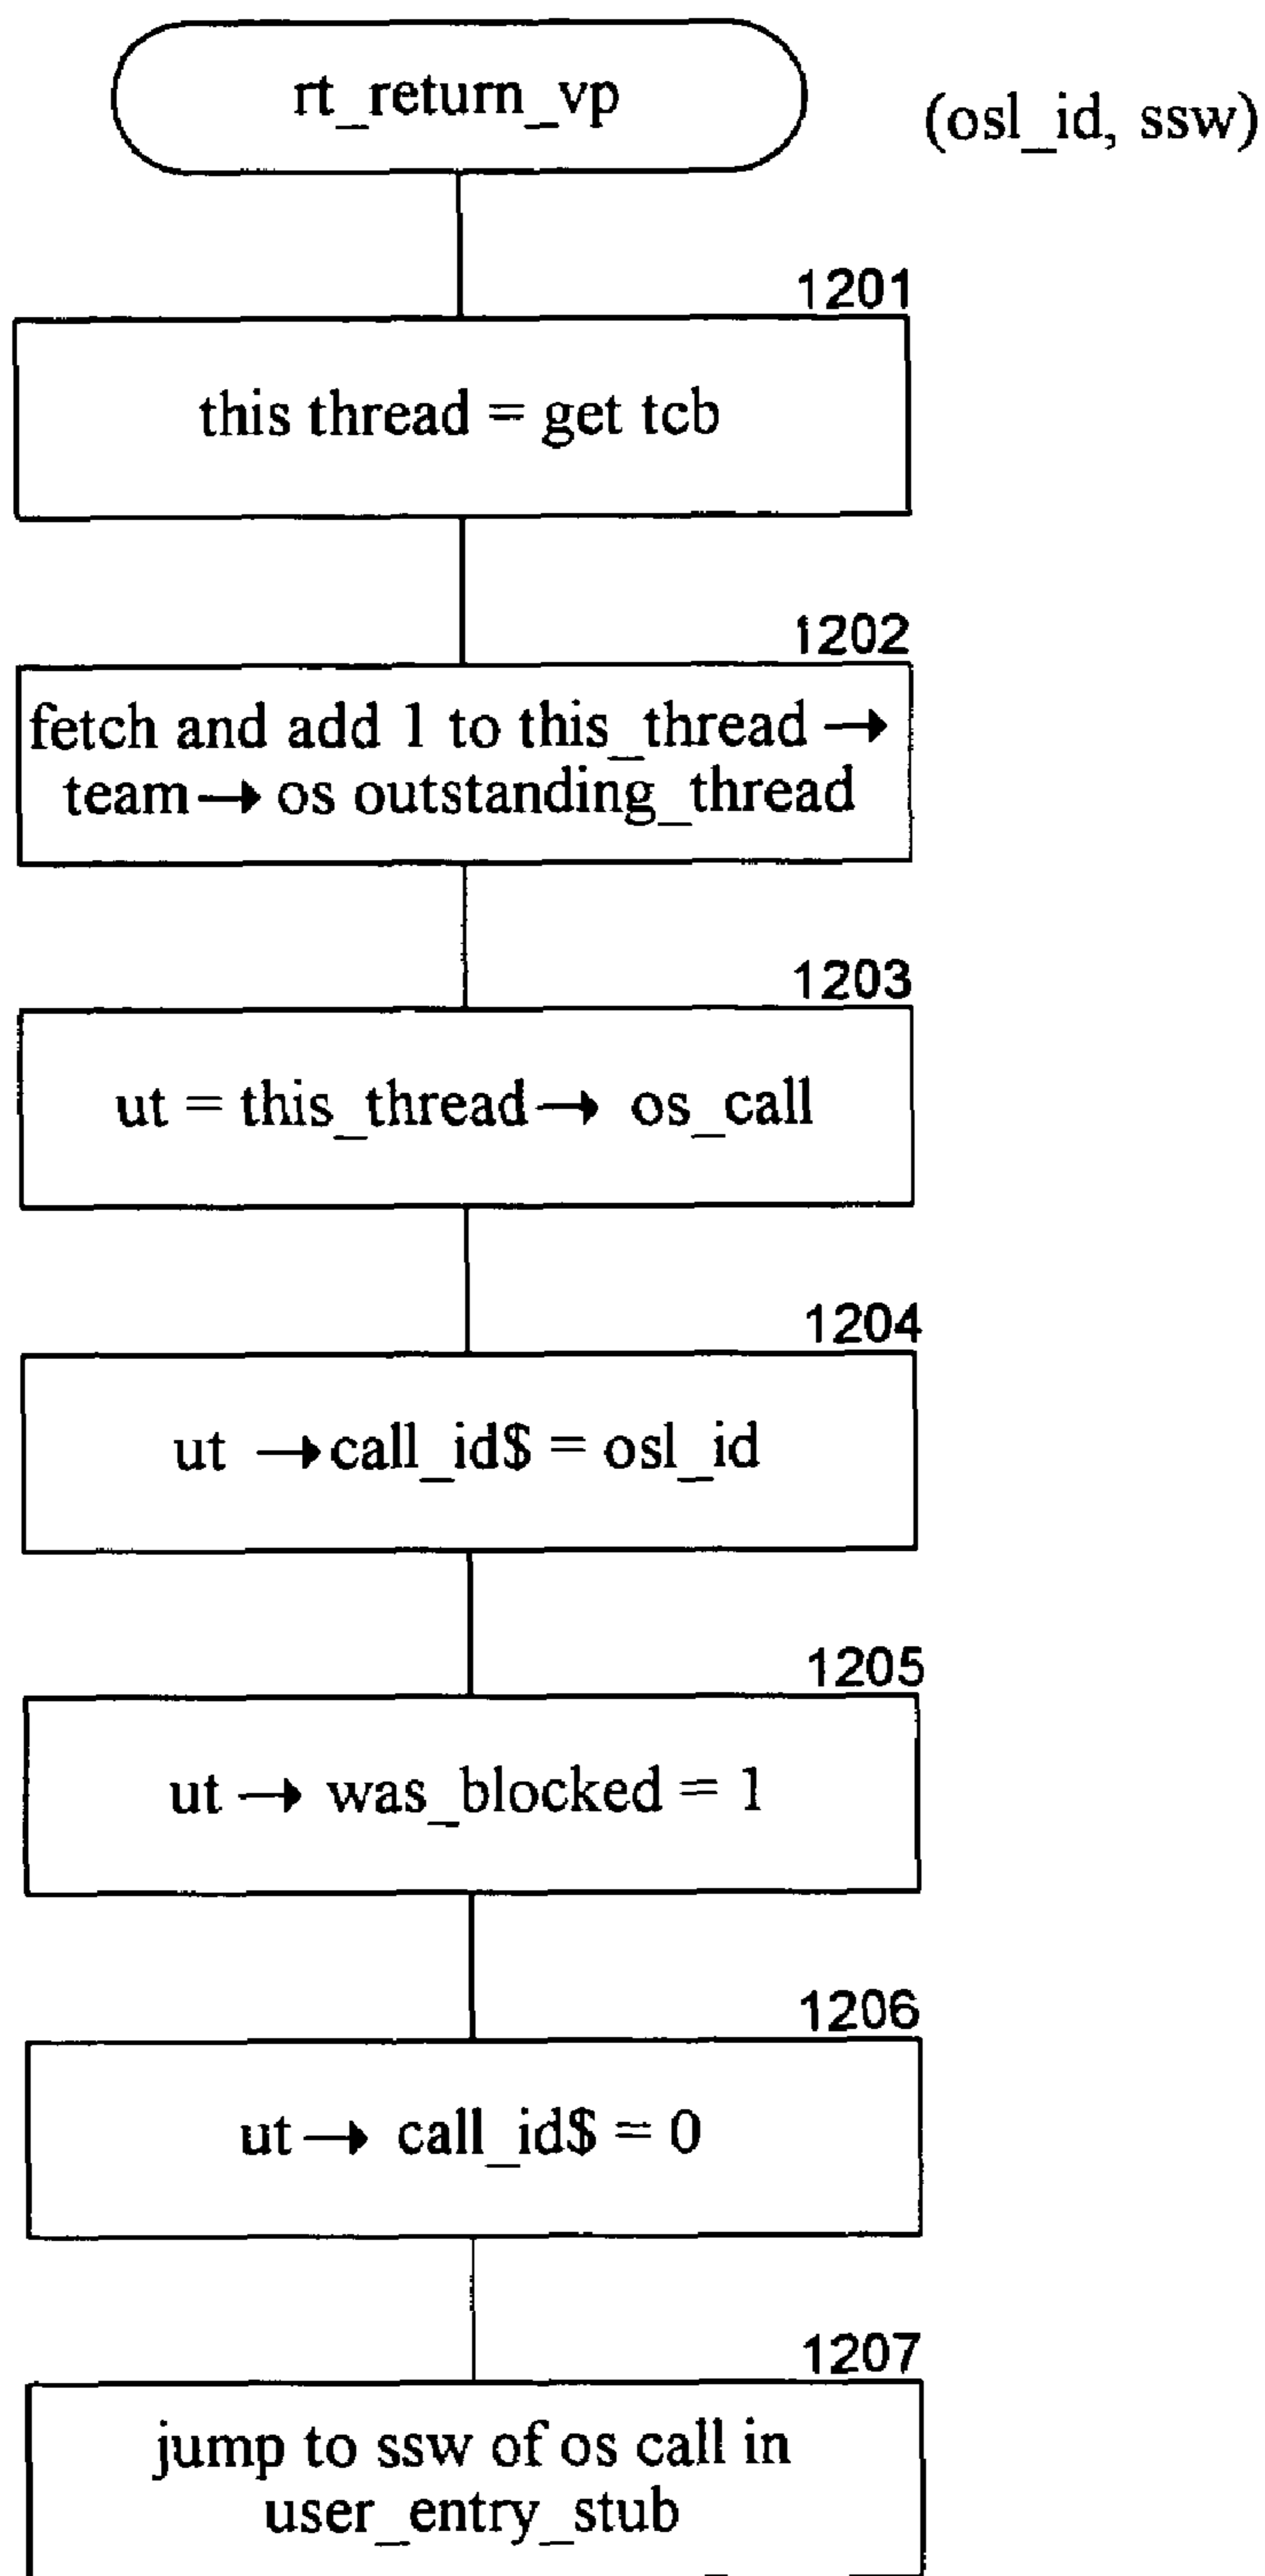 rt_return_vp
(osl_id, ssw)
1201
this thread = get tcb
1202
fetch and add 1 to this_thread →
team → os outstanding_thread
1203
ut = this_thread → os_call
1204
ut → call_id$ = osl_id
1205
ut → was_blocked = 1
1206
ut → call_id$ = 0
1207
jump to ssw of os call in
user_entry_stub